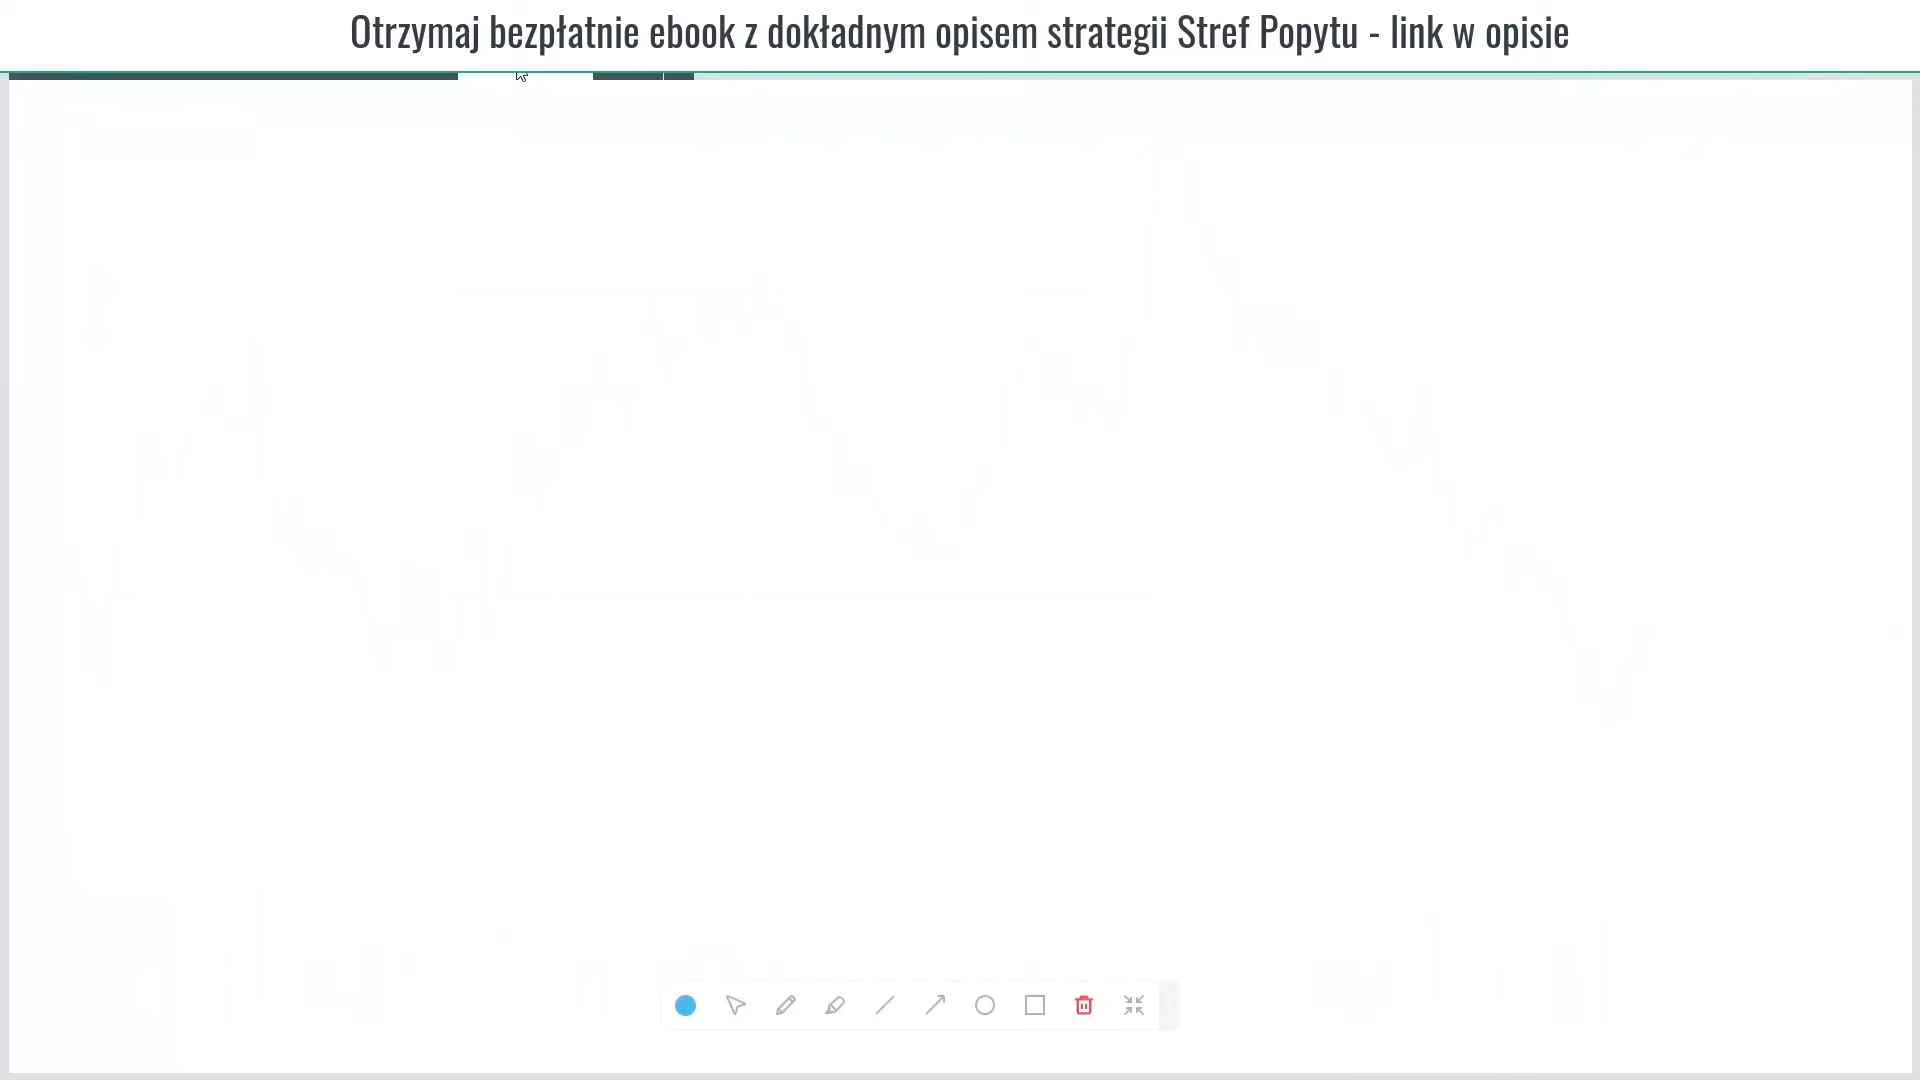 Otrzymaj bezpłatnie ebook z dokładnym opisem strategii Stref Popytu - link w opisie